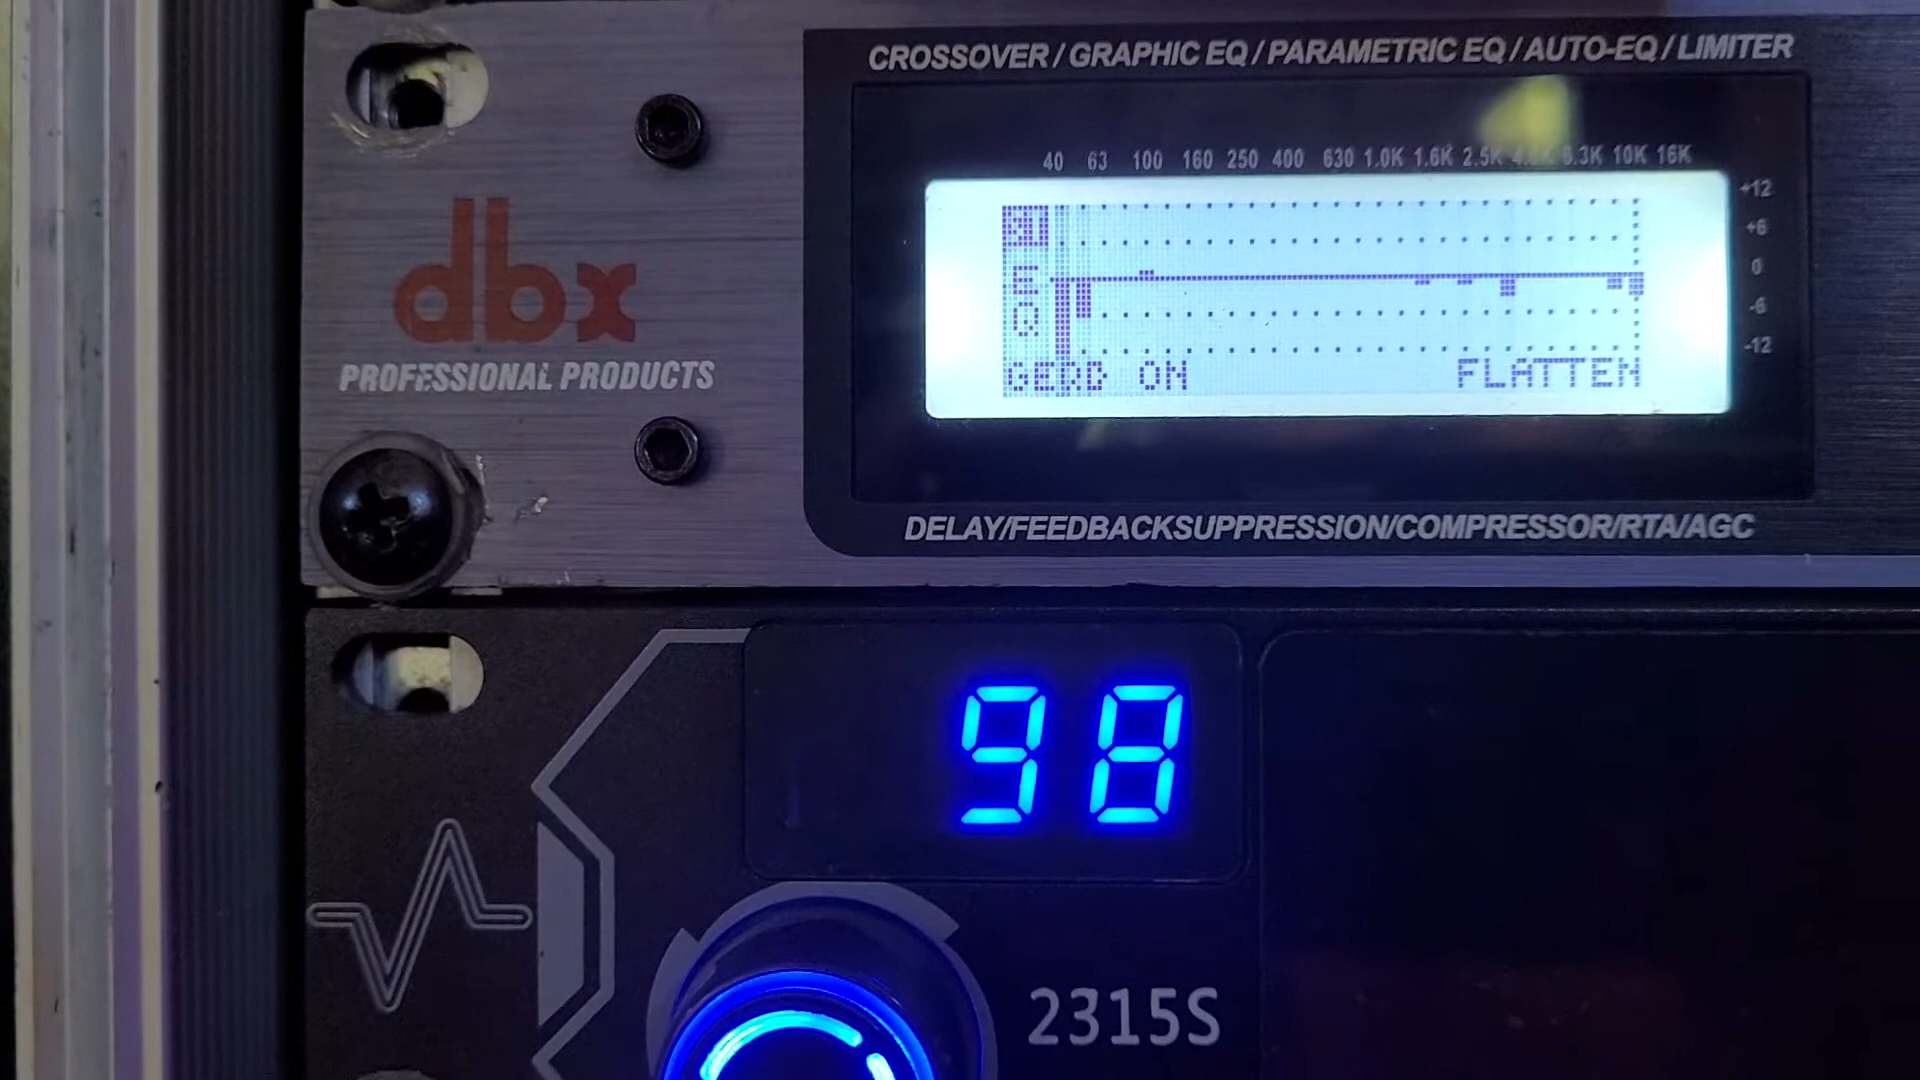 CROSSOVER / GRAPHIC EQ / PARAMETRIC EQ / AUTO-EQ / LIMITER
40 63 100 160 250 400 630 1.0K 1.6K 2.5K 6.3K 10K 16K
+12
+6
0
-6
-12
EQ
GEQ ON FLATTEN
dbx
PROFESSIONAL PRODUCTS
DELAY/FEEDBACKSUPPRESSION/COMPRESSOR/RTA/AGC
98
2315S